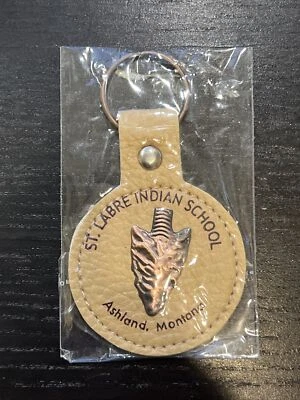 ST. LABRE INDIAN SCHOOL
Ashland, Montana